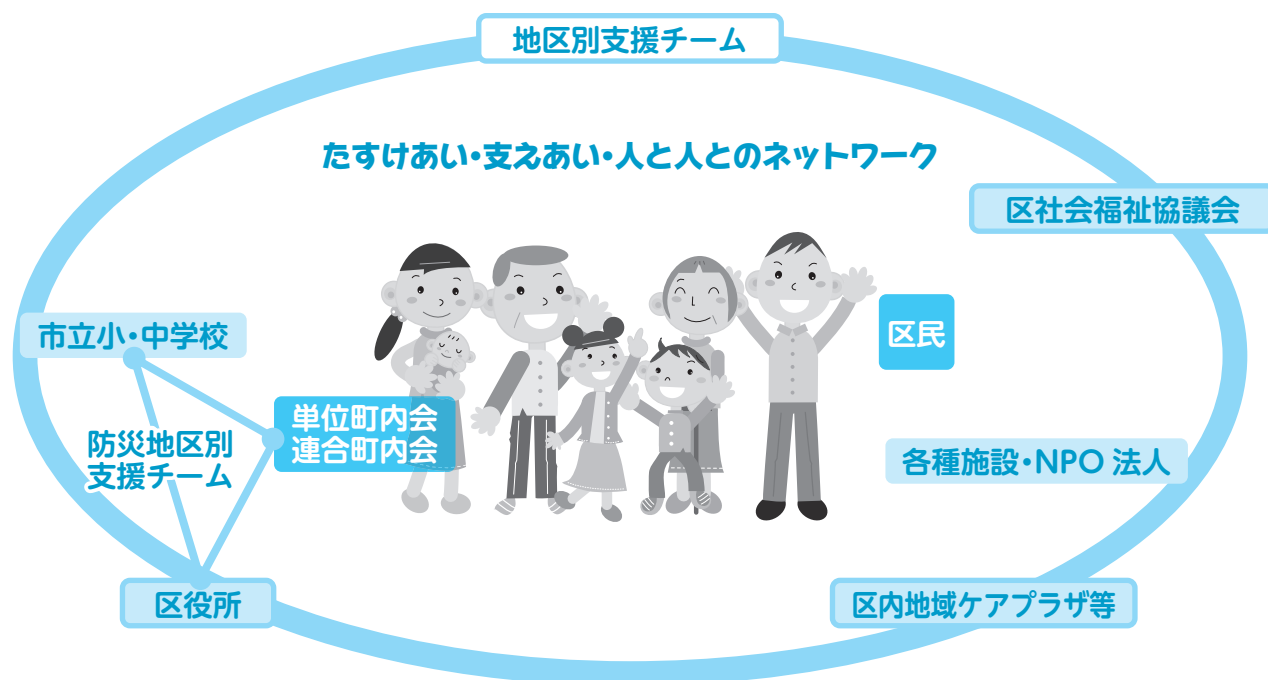 地区別支援チーム
たすけあい・支えあい・人と人とのネットワーク
区社会福祉協議会
市立小・中学校
区民
単位町内会
連合町内会
防災地区別
支援チーム
各種施設・NPO 法人
区役所
区内地域ケアプラザ等